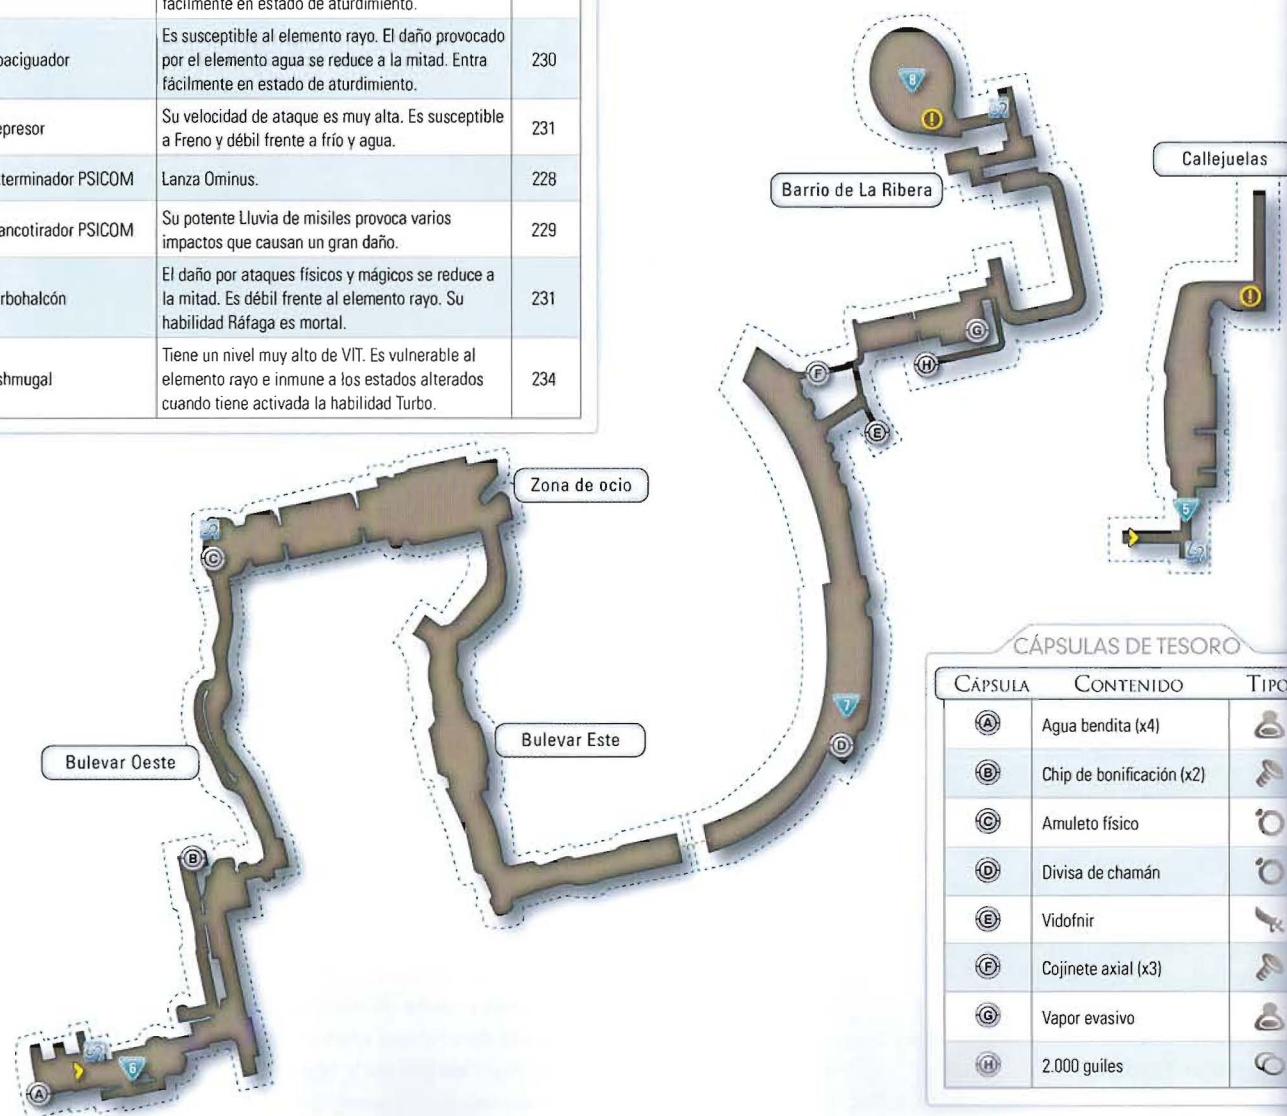 fácilmente en estado de aturdimiento.
paciguador
Es susceptible al elemento rayo. El daño provocado
por el elemento agua se reduce a la mitad. Entra
fácilmente en estado de aturdimiento.
230
epresor
Su velocidad de ataque es muy alta. Es susceptible
a Freno y débil frente a frío y agua.
231
terminador PSICOM
Lanza Ominus.
228
ancotirador PSICOM
Su potente Lluvia de misiles provoca varios
impactos que causan un gran daño.
229
rbohalcón
El daño por ataques físicos y mágicos se reduce a
la mitad. Es débil frente al elemento rayo. Su
habilidad Ráfaga es mortal.
231
shmugal
Tiene un nivel muy alto de VIT. Es vulnerable al
elemento rayo e inmune a los estados alterados
cuando tiene activada la habilidad Turbo.
234
8
Barrio de La Ribera
Callejuelas
G
H
F
E
5
Zona de ocio
C
7
D
Bulevar Este
Bulevar Oeste
B
6
A
CÁPSULAS DE TESORO
CÁPSULA CONTENIDO TIPO
A Agua bendita (x4)
B Chip de bonificación (x2)
C Amuleto físico
D Divisa de chamán
E Vidofnir
F Cojinete axial (x3)
G Vapor evasivo
H 2.000 guiles